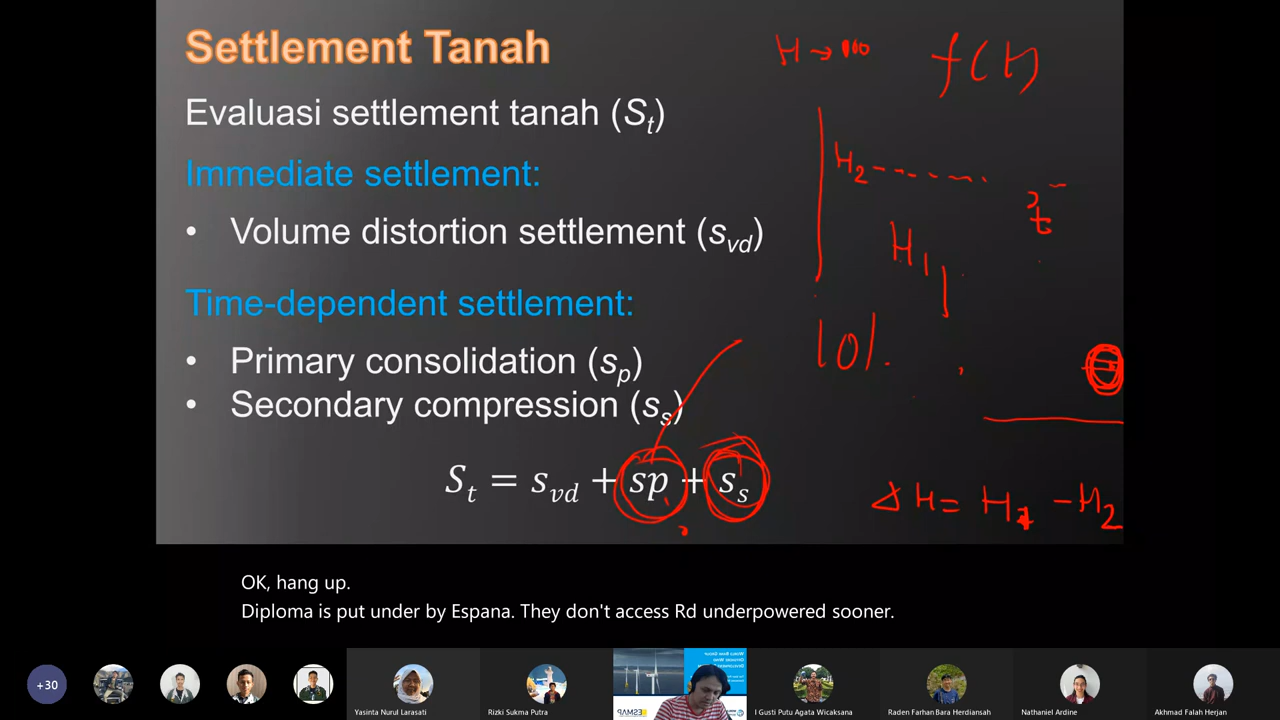 Settlement Tanah
Evaluasi settlement tanah (St)
Immediate settlement:
• Volume distortion settlement (svd)
Time-dependent settlement:
• Primary consolidation (sp)
• Secondary compression (ss)
St = svd + sp + ss
H → 100
f(t)
H2
t
H1
10%
ΔH = H1 - H2
OK, hang up.
Diploma is put under by Espana. They don't access Rd underpowered sooner.
+30
Yasinta Nurul Larasati
Rizki Sukma Putra
ESMAP
I Gusti Putu Agata Wicaksana
Raden Farhan Bara Herdiansah
Nathaniel Ardine
Akhmad Falah Herjan